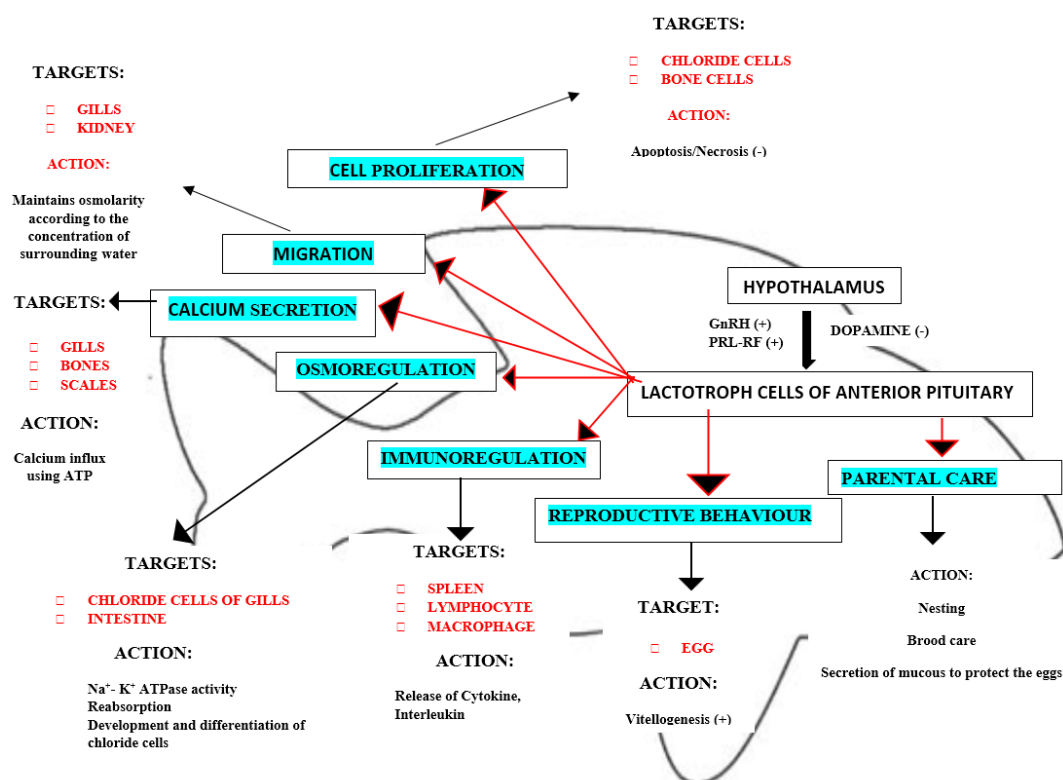 TARGETS:
□ CHLORIDE CELLS
□ BONE CELLS
ACTION:
Apoptosis/Necrosis (-)
TARGETS:
□ GILLS
□ KIDNEY
ACTION:
Maintains osmolarity
according to the
concentration of
surrounding water
CELL PROLIFERATION
MIGRATION
HYPOTHALAMUS
GnRH (+)
PRL-RF (+)
DOPAMINE (-)
TARGETS:
□ GILLS
□ BONES
□ SCALES
ACTION:
Calcium influx
using ATP
CALCIUM SECRETION
OSMOREGULATION
LACTOTROPH CELLS OF ANTERIOR PITUITARY
IMMUNOREGULATION
REPRODUCTIVE BEHAVIOUR
PARENTAL CARE
TARGETS:
□ CHLORIDE CELLS OF GILLS
□ INTESTINE
ACTION:
Na⁺- K⁺ ATPase activity
Reabsorption
Development and differentiation of
chloride cells
TARGETS:
□ SPLEEN
□ LYMPHOCYTE
□ MACROPHAGE
ACTION:
Release of Cytokine,
Interleukin
TARGET:
□ EGG
ACTION:
Vitellogenesis (+)
ACTION:
Nesting
Brood care
Secretion of mucous to protect the eggs